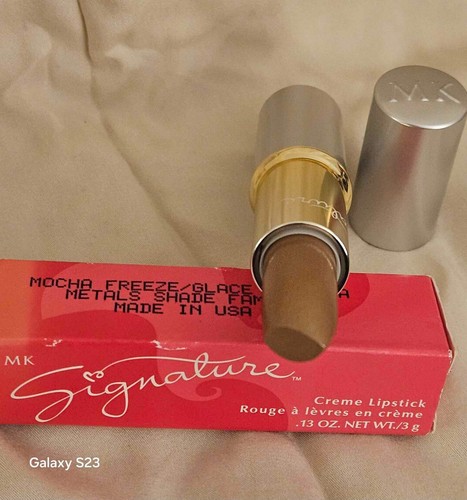 MK
MOCHA FREEZE/GLACE
METALS SHADE FAM
MADE IN USA
MK
Signature™
Creme Lipstick
Rouge à lèvres en crème
.13 OZ. NET WT./3 g
Galaxy S23